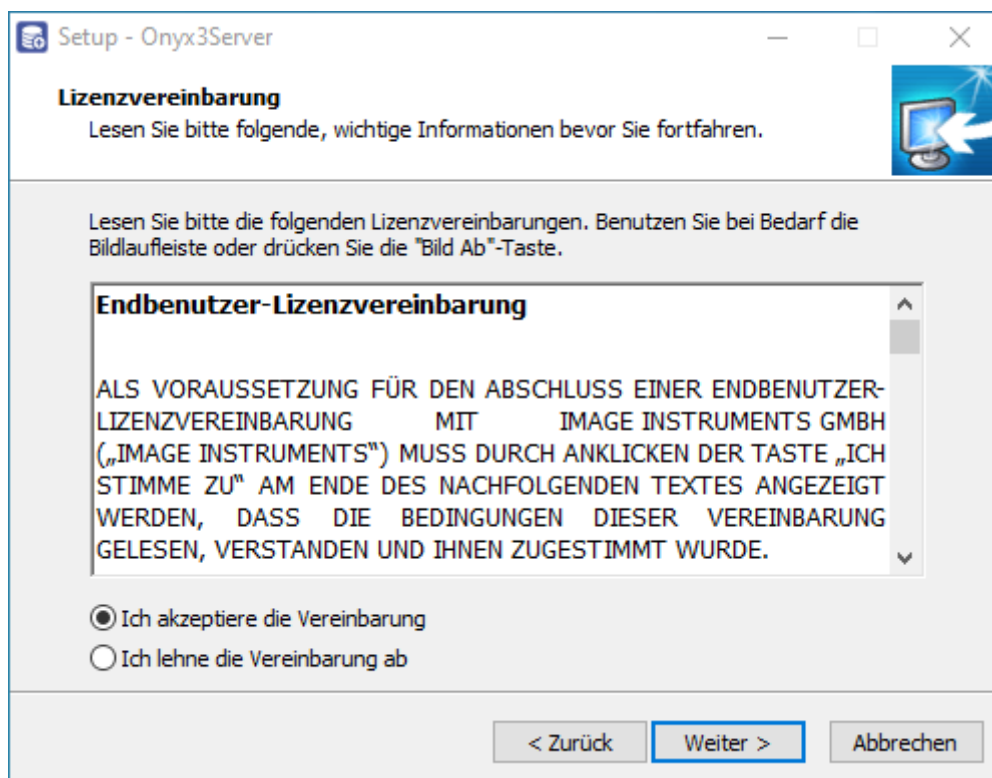 Setup - Onyx3Server
Lizenzvereinbarung
Lesen Sie bitte folgende, wichtige Informationen bevor Sie fortfahren.
Lesen Sie bitte die folgenden Lizenzvereinbarungen. Benutzen Sie bei Bedarf die
Bildlaufleiste oder drücken Sie die "Bild Ab"-Taste.
Endbenutzer-Lizenzvereinbarung
ALS VORAUSSETZUNG FÜR DEN ABSCHLUSS EINER ENDBENUTZER-
LIZENZVEREINBARUNG MIT IMAGE INSTRUMENTS GMBH
(„IMAGE INSTRUMENTS“) MUSS DURCH ANKLICKEN DER TASTE „ICH
STIMME ZU“ AM ENDE DES NACHFOLGENDEN TEXTES ANGEZEIGT
WERDEN, DASS DIE BEDINGUNGEN DIESER VEREINBARUNG
GELESEN, VERSTANDEN UND IHNEN ZUGESTIMMT WURDE.
Ich akzeptiere die Vereinbarung
Ich lehne die Vereinbarung ab
< Zurück Weiter > Abbrechen